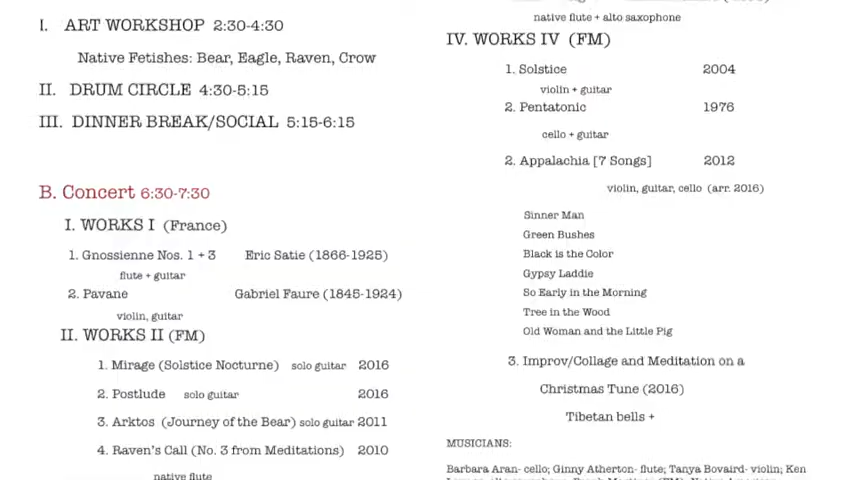 I. ART WORKSHOP 2:30-4:30
Native Fetishes: Bear, Eagle, Raven, Crow
II. DRUM CIRCLE 4:30-5:15
III. DINNER BREAK/SOCIAL 5:15-6:15
B. Concert 6:30-7:30
I. WORKS I (France)
1. Gnossienne Nos. 1 + 3 Eric Satie (1866-1925)
flute + guitar
2. Pavane Gabriel Faure (1845-1924)
violin, guitar
II. WORKS II (FM)
1. Mirage (Solstice Nocturne) solo guitar 2016
2. Postlude solo guitar 2016
3. Arktos (Journey of the Bear) solo guitar 2011
4. Raven's Call (No. 3 from Meditations) 2010
native flute
native flute + alto saxophone
IV. WORKS IV (FM)
1. Solstice 2004
violin + guitar
2. Pentatonic 1976
cello + guitar
2. Appalachia [7 Songs] 2012
violin, guitar, cello (arr. 2016)
Sinner Man
Green Bushes
Black is the Color
Gypsy Laddie
So Early in the Morning
Tree in the Wood
Old Woman and the Little Pig
3. Improv/Collage and Meditation on a
Christmas Tune (2016)
Tibetan bells +
MUSICIANS:
Barbara Aran- cello; Ginny Atherton- flute; Tanya Bovaird- violin; Ken